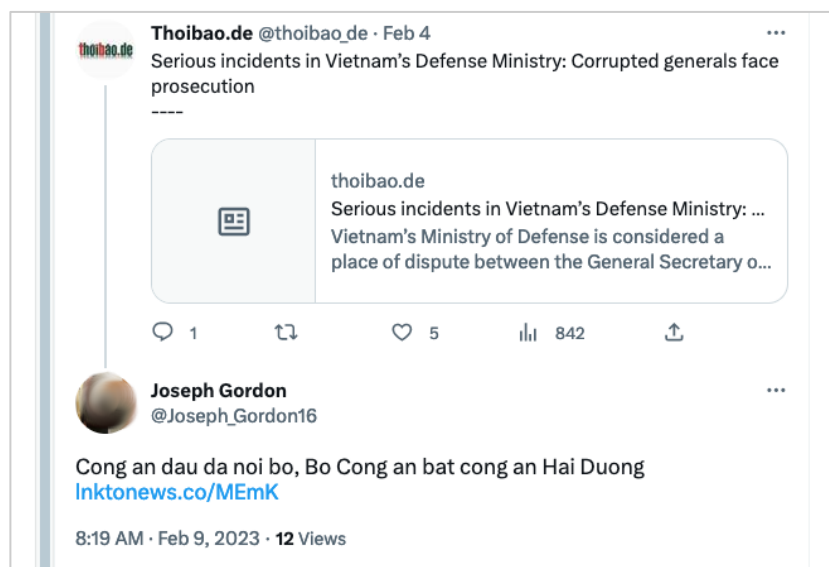 thoibao.de
Thoibao.de @thoibao_de · Feb 4
Serious incidents in Vietnam's Defense Ministry: Corrupted generals face
prosecution
----
thoibao.de
Serious incidents in Vietnam's Defense Ministry: ...
Vietnam's Ministry of Defense is considered a
place of dispute between the General Secretary o...
1 5 842
Joseph Gordon
@Joseph_Gordon16
Cong an dau da noi bo, Bo Cong an bat cong an Hai Duong
lnktonews.co/MEmK
8:19 AM · Feb 9, 2023 · 12 Views